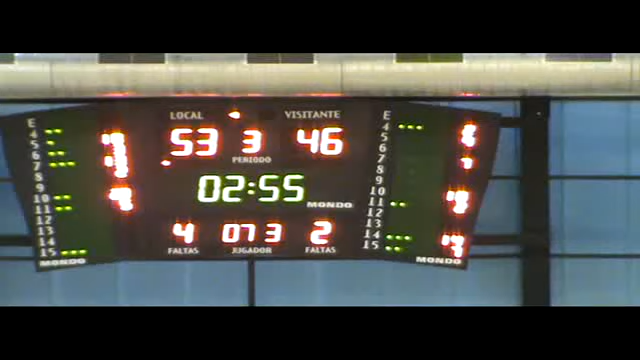 LOCAL VISITANTE
53 3 46
PERIODO
02:55
MONDO
4 07 3 2
FALTAS JUGADOR FALTAS
E
4
5
6
7
8
9
10
11
12
13
14
15
MONDO
E
4
5
6
7
8
9
10
11
12
13
14
15
MONDO